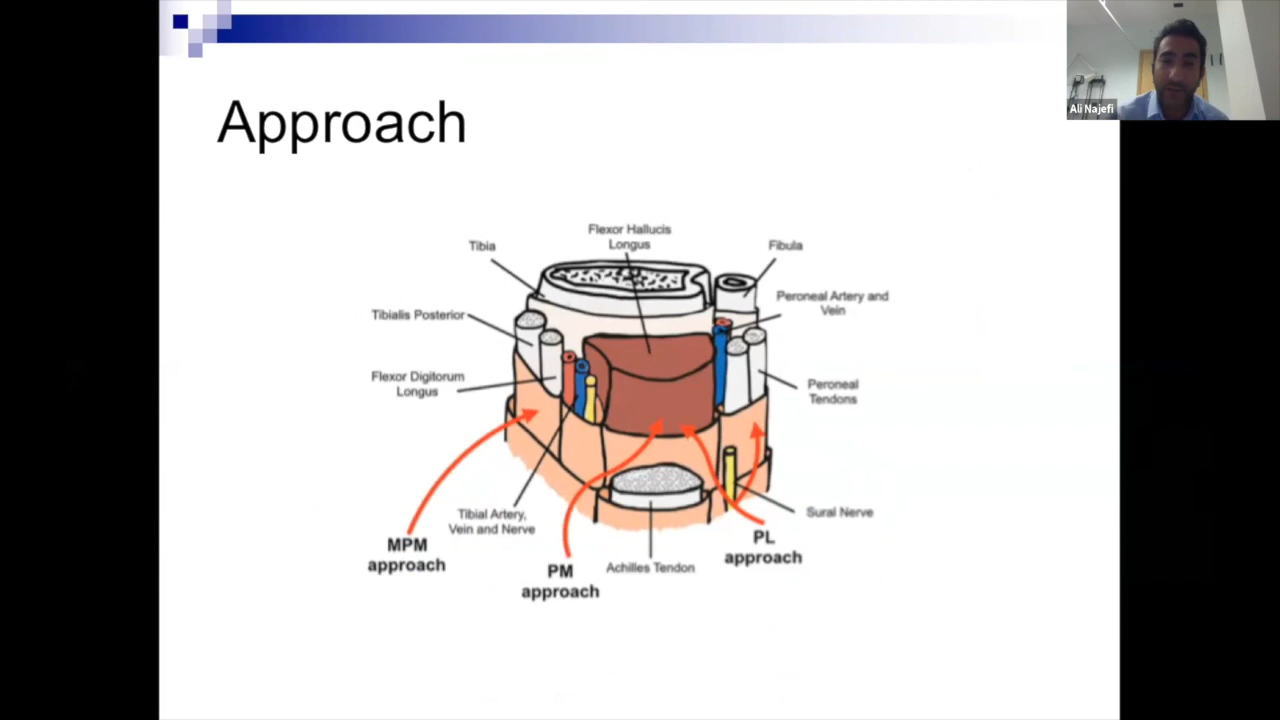 Ali Najefi
Approach
Flexor Hallucis
Longus
Tibia
Fibula
Peroneal Artery and
Vein
Tibialis Posterior
Flexor Digitorum
Longus
Peroneal
Tendons
Tibial Artery,
Vein and Nerve
Sural Nerve
MPM
approach
PM
approach
Achilles Tendon
PL
approach